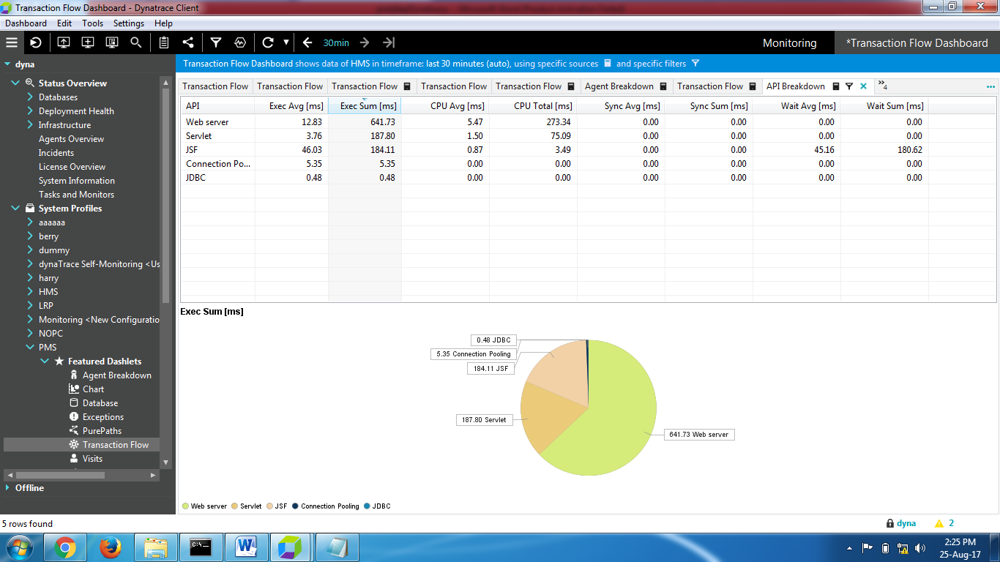 Transaction Flow Dashboard - Dynatrace Client
Dashboard Edit Tools Settings Help
30min Monitoring *Transaction Flow Dashboard
dyna
Status Overview
Databases
Deployment Health
Infrastructure
Agents Overview
Incidents
License Overview
System Information
Tasks and Monitors
System Profiles
aaaaaa
berry
dummy
dynaTrace Self-Monitoring <Us
harry
HMS
LRP
Monitoring <New Configuratio
NOPC
PMS
Featured Dashlets
Agent Breakdown
Chart
Database
Exceptions
PurePaths
Transaction Flow
Visits
Offline
Transaction Flow Dashboard shows data of HMS in timeframe: last 30 minutes (auto), using specific sources and specific filters
Transaction Flow Transaction Flow Transaction Flow Transaction Flow Transaction Flow Agent Breakdown Transaction Flow API Breakdown 4
API Exec Avg [ms] Exec Sum [ms] CPU Avg [ms] CPU Total [ms] Sync Avg [ms] Sync Sum [ms] Wait Avg [ms] Wait Sum [ms]
Web server 12.83 641.73 5.47 273.34 0.00 0.00 0.00 0.00
Servlet 3.76 187.80 1.50 75.09 0.00 0.00 0.00 0.00
JSF 46.03 184.11 0.87 3.49 0.00 0.00 45.16 180.62
Connection Po... 5.35 5.35 0.00 0.00 0.00 0.00 0.00 0.00
JDBC 0.48 0.48 0.00 0.00 0.00 0.00 0.00 0.00
Exec Sum [ms]
0.48 JDBC
5.35 Connection Pooling
184.11 JSF
187.80 Servlet
641.73 Web server
Web server Servlet JSF Connection Pooling JDBC
5 rows found dyna 2
2:25 PM
25-Aug-17